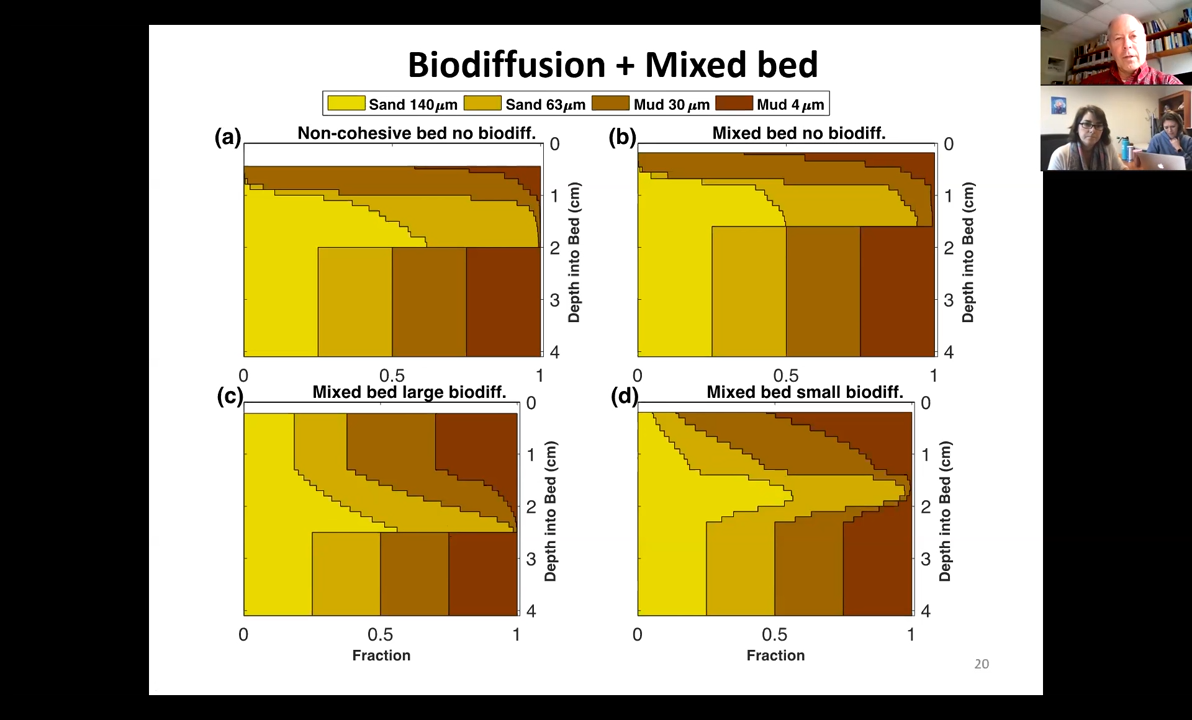 Biodiffusion + Mixed bed
Sand 140μm Sand 63μm Mud 30 μm Mud 4 μm
(a) Non-cohesive bed no biodiff.
0
1
2
3
4
Depth into Bed (cm)
0 0.5 1
(b) Mixed bed no biodiff.
0
1
2
3
4
Depth into Bed (cm)
0 0.5 1
(c) Mixed bed large biodiff.
0
1
2
3
4
Depth into Bed (cm)
0 0.5 1
Fraction
(d) Mixed bed small biodiff.
0
1
2
3
4
Depth into Bed (cm)
0 0.5 1
Fraction
20